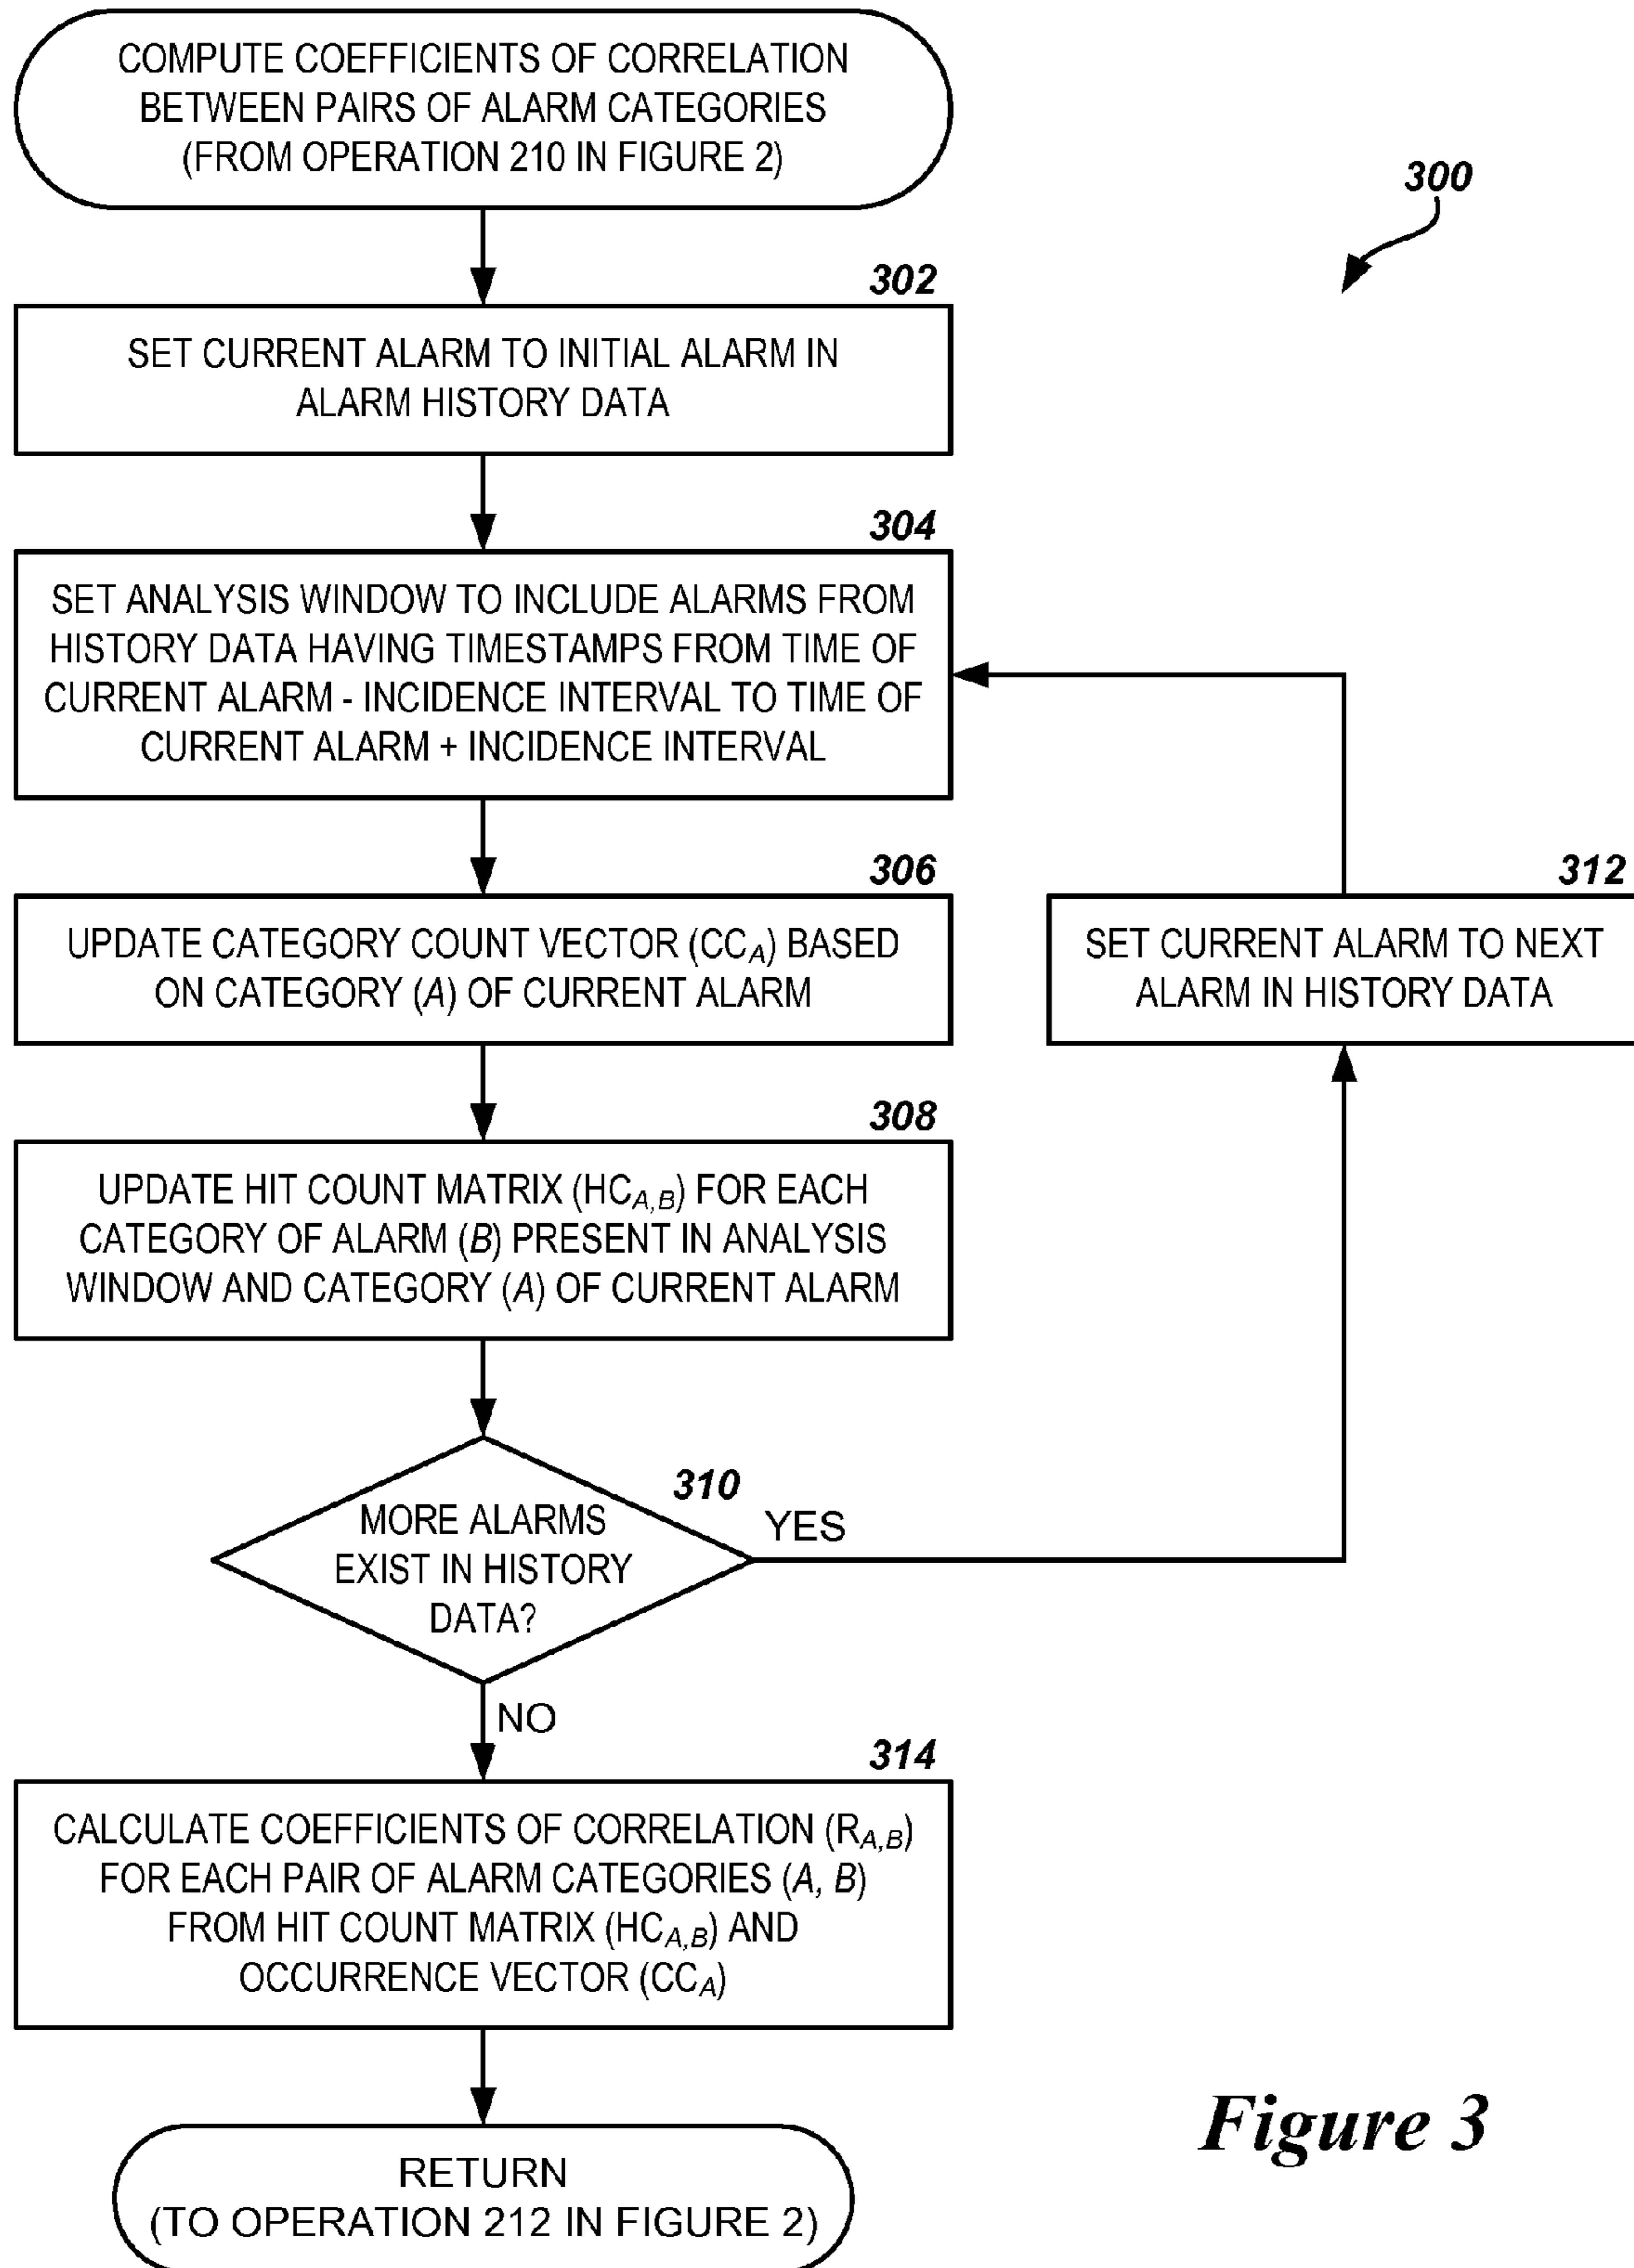 COMPUTE COEFFICIENTS OF CORRELATION
BETWEEN PAIRS OF ALARM CATEGORIES
(FROM OPERATION 210 IN FIGURE 2)
300
302
SET CURRENT ALARM TO INITIAL ALARM IN
ALARM HISTORY DATA
304
SET ANALYSIS WINDOW TO INCLUDE ALARMS FROM
HISTORY DATA HAVING TIMESTAMPS FROM TIME OF
CURRENT ALARM - INCIDENCE INTERVAL TO TIME OF
CURRENT ALARM + INCIDENCE INTERVAL
306
UPDATE CATEGORY COUNT VECTOR (CCA) BASED
ON CATEGORY (A) OF CURRENT ALARM
312
SET CURRENT ALARM TO NEXT
ALARM IN HISTORY DATA
308
UPDATE HIT COUNT MATRIX (HCA,B) FOR EACH
CATEGORY OF ALARM (B) PRESENT IN ANALYSIS
WINDOW AND CATEGORY (A) OF CURRENT ALARM
310
MORE ALARMS
EXIST IN HISTORY
DATA?
YES
NO
314
CALCULATE COEFFICIENTS OF CORRELATION (RA,B)
FOR EACH PAIR OF ALARM CATEGORIES (A, B)
FROM HIT COUNT MATRIX (HCA,B) AND
OCCURRENCE VECTOR (CCA)
RETURN
(TO OPERATION 212 IN FIGURE 2)
Figure 3